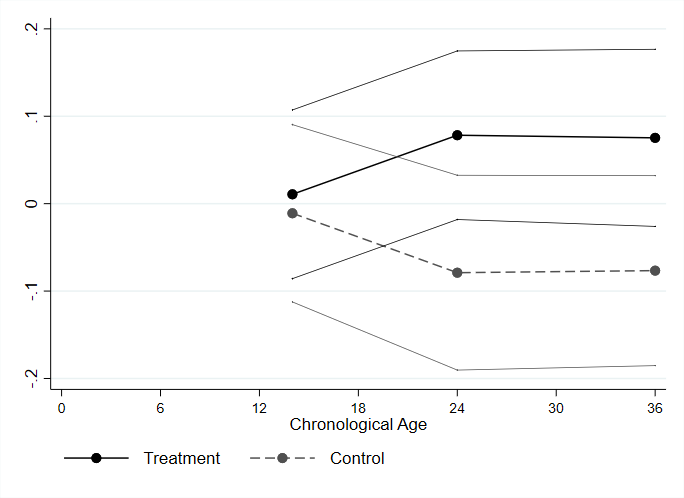 .2
.1
0
-.1
-.2
0 6 12 18 24 30 36
Chronological Age
Treatment Control